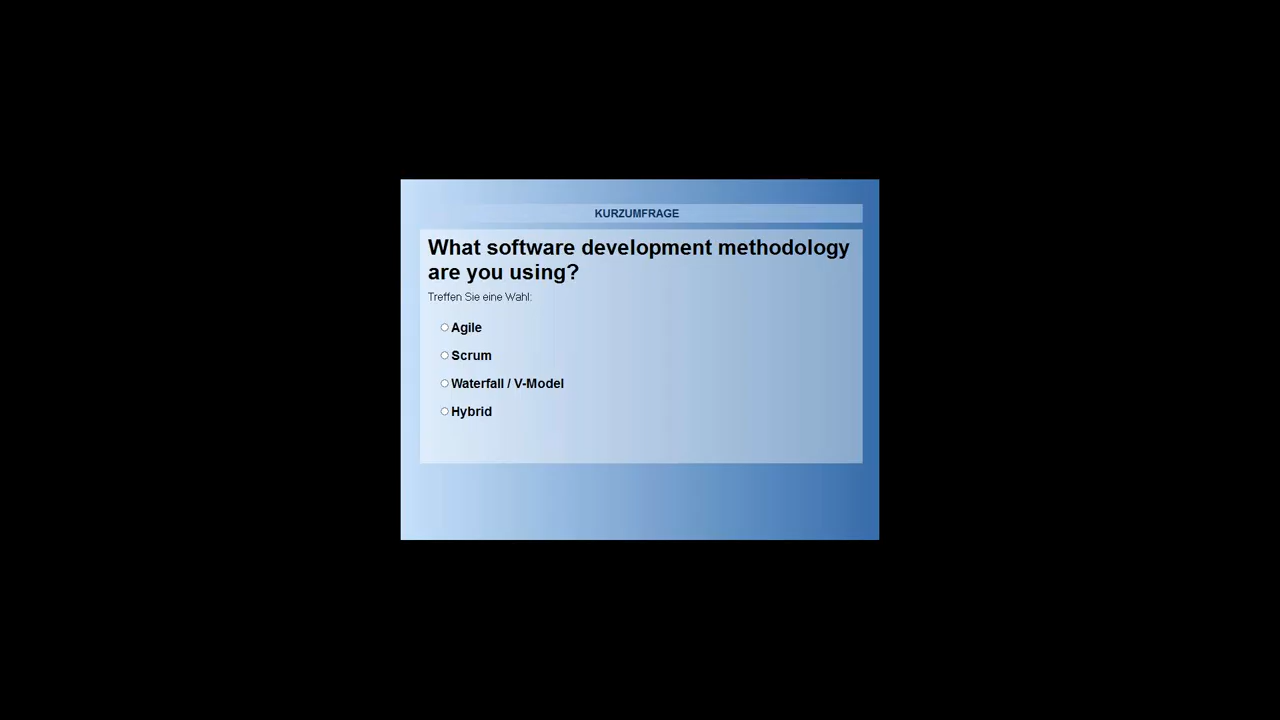 KURZUMFRAGE
What software development methodology
are you using?
Treffen Sie eine Wahl:
Agile
Scrum
Waterfall / V-Model
Hybrid